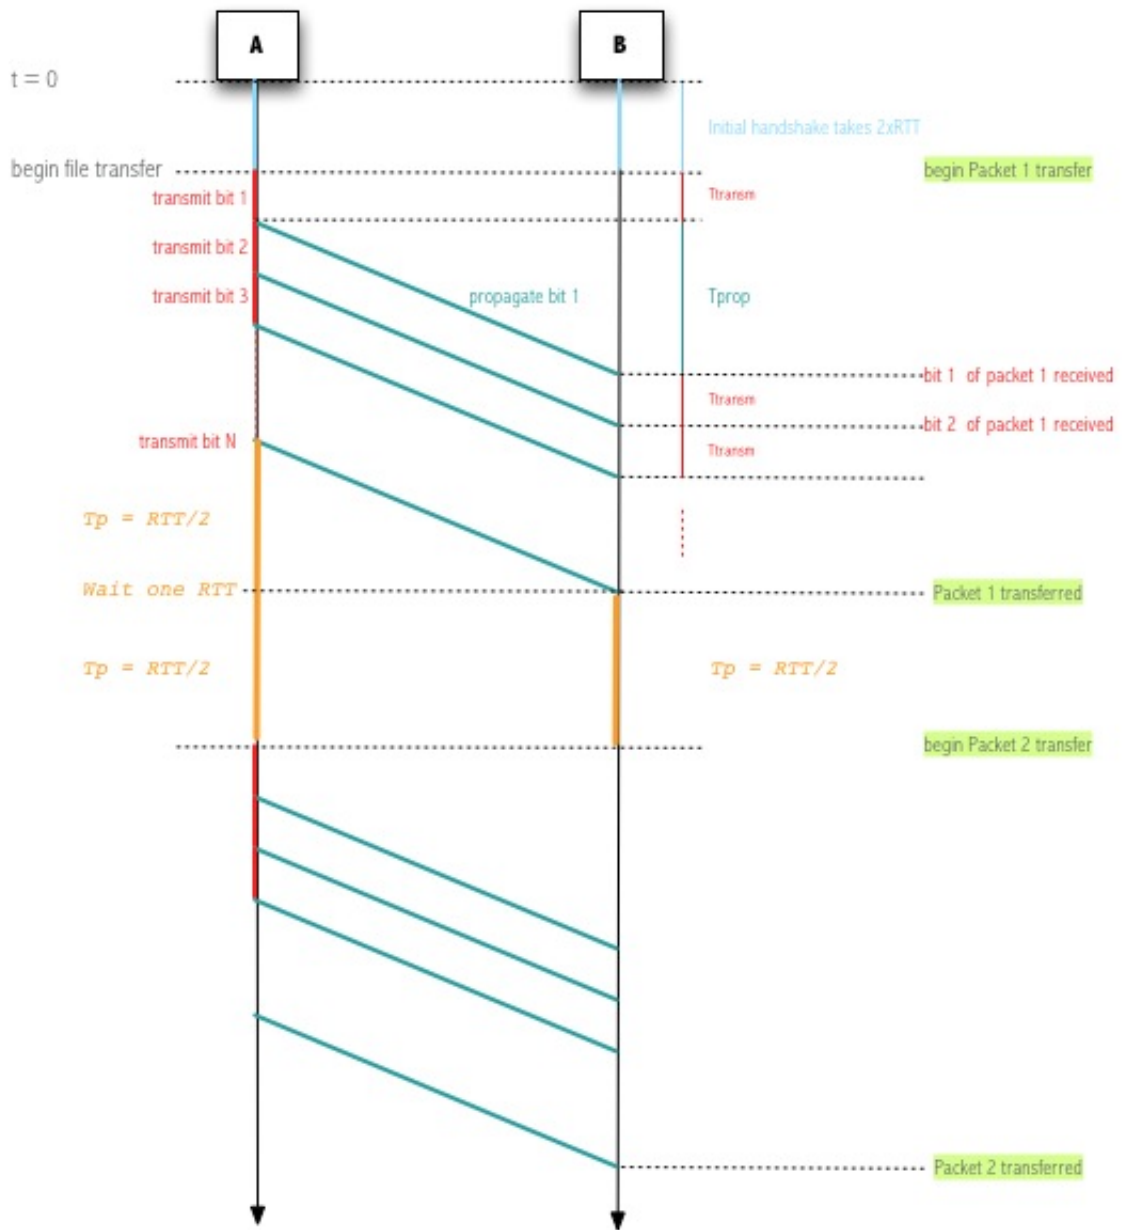 A
B
t = 0
Initial handshake takes 2xRTT
begin file transfer
begin Packet 1 transfer
transmit bit 1
Ttransm
transmit bit 2
transmit bit 3
propagate bit 1
Tprop
bit 1 of packet 1 received
Ttransm
bit 2 of packet 1 received
transmit bit N
Ttransm
Tp = RTT/2
Wait one RTT
Packet 1 transferred
Tp = RTT/2
Tp = RTT/2
begin Packet 2 transfer
Packet 2 transferred